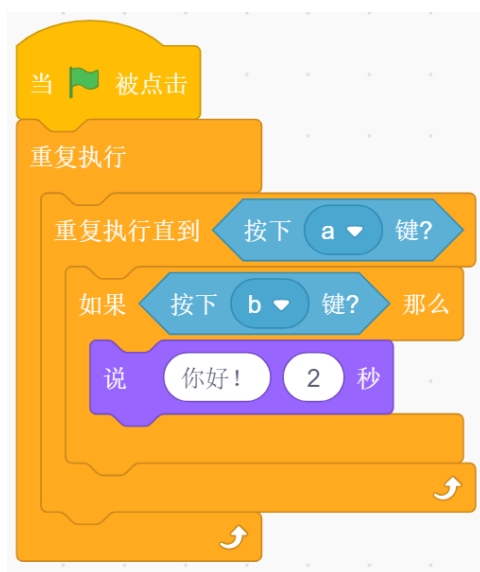 当 被点击
重复执行
重复执行直到 按下 a 键?
如果 按下 b 键? 那么
说 你好! 2 秒